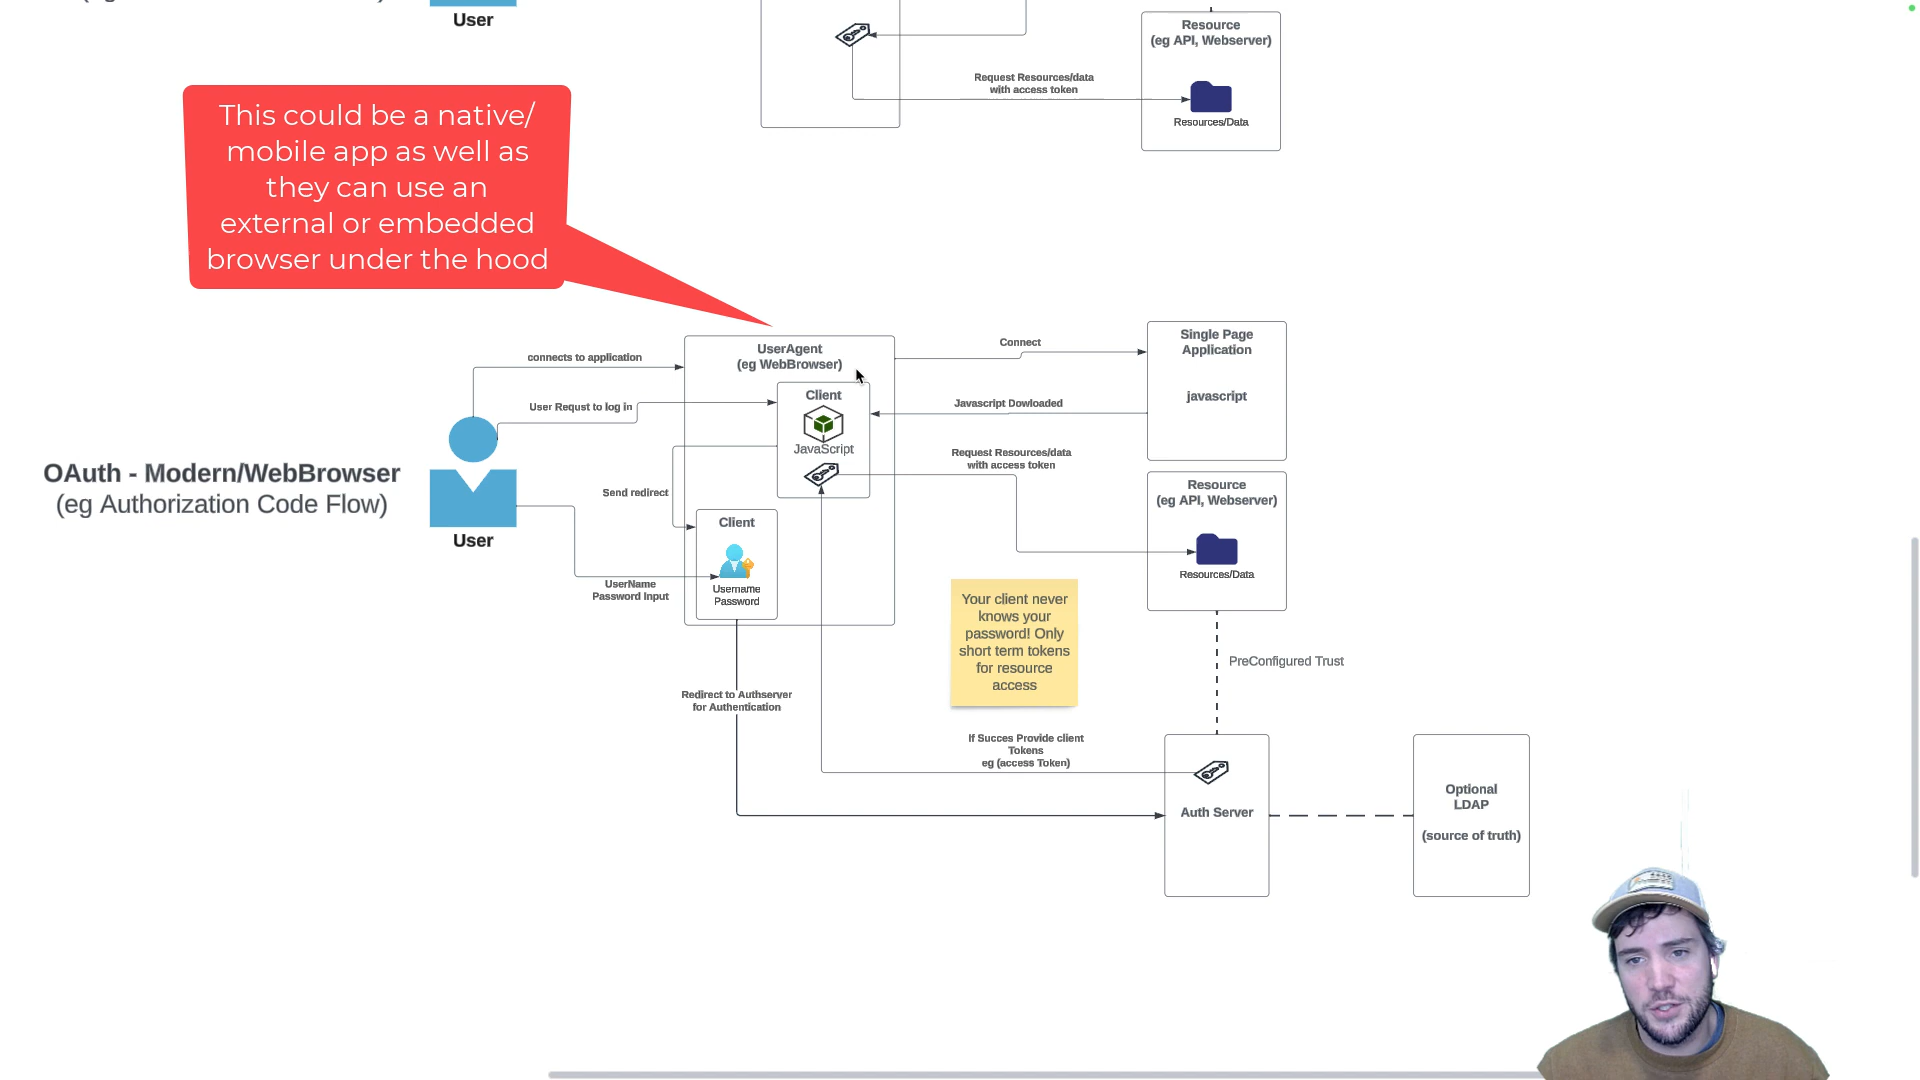 User
Resource
(eg API, Webserver)
Request Resources/data
with access token
Resources/Data
This could be a native/
mobile app as well as
they can use an
external or embedded
browser under the hood
UserAgent
(eg WebBrowser)
connects to application
Connect
Single Page
Application
javascript
User Requst to log in
Client
JavaScript
Javascript Dowloaded
Request Resources/data
with access token
OAuth - Modern/WebBrowser
(eg Authorization Code Flow)
User
Send redirect
Client
Username
Password
UserName
Password Input
Resource
(eg API, Webserver)
Resources/Data
Your client never
knows your
password! Only
short term tokens
for resource
access
PreConfigured Trust
Redirect to Authserver
for Authentication
If Succes Provide client
Tokens
eg (access Token)
Auth Server
Optional
LDAP
(source of truth)